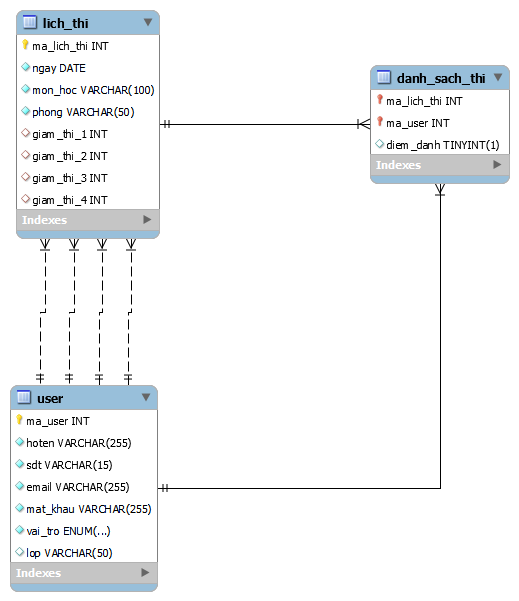 lich_thi
ma_lich_thi INT
ngay DATE
mon_hoc VARCHAR(100)
phong VARCHAR(50)
giam_thi_1 INT
giam_thi_2 INT
giam_thi_3 INT
giam_thi_4 INT
Indexes
danh_sach_thi
ma_lich_thi INT
ma_user INT
diem_danh TINYINT(1)
Indexes
user
ma_user INT
hoten VARCHAR(255)
sdt VARCHAR(15)
email VARCHAR(255)
mat_khau VARCHAR(255)
vai_tro ENUM(...)
lop VARCHAR(50)
Indexes